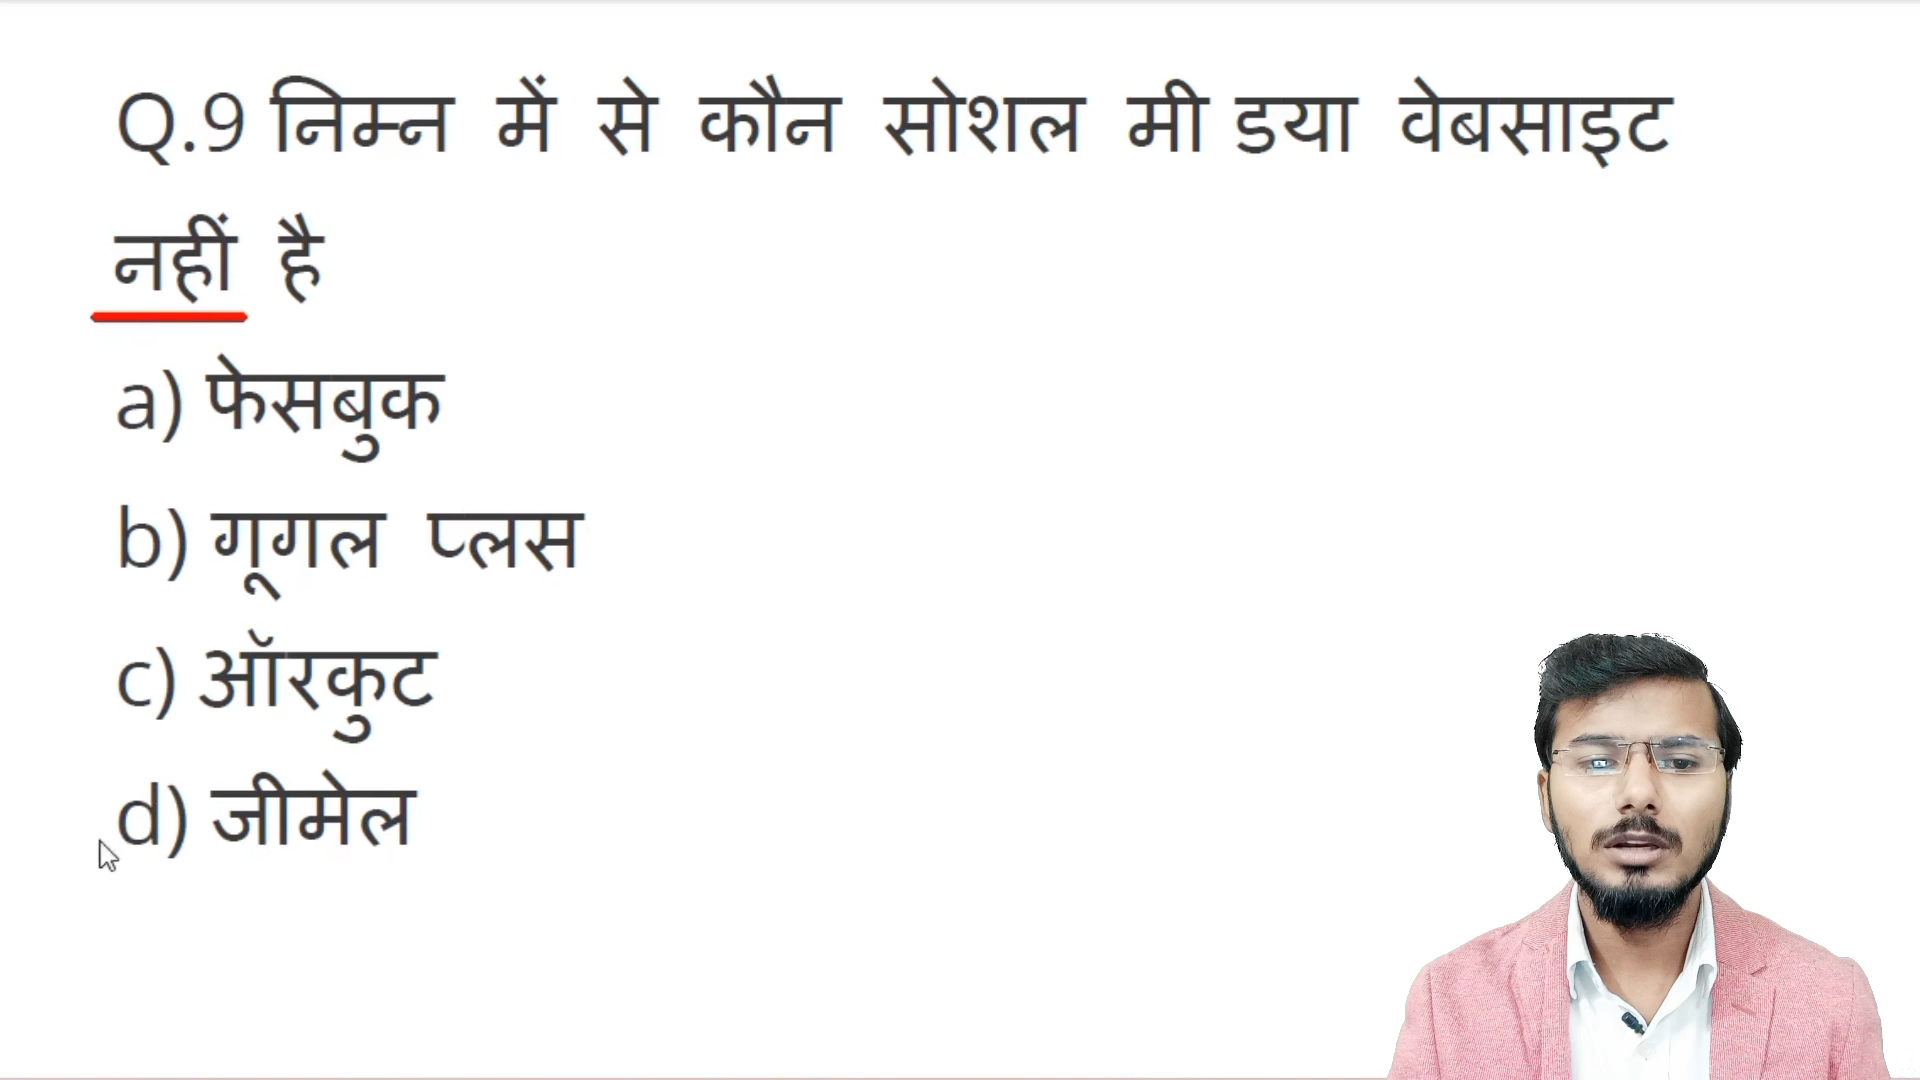 Q.9 निम्न में से कौन सोशल मी डया वेबसाइट
नहीं है
a) फेसबुक
b) गूगल प्लस
c) ऑरकुट
d) जीमेल